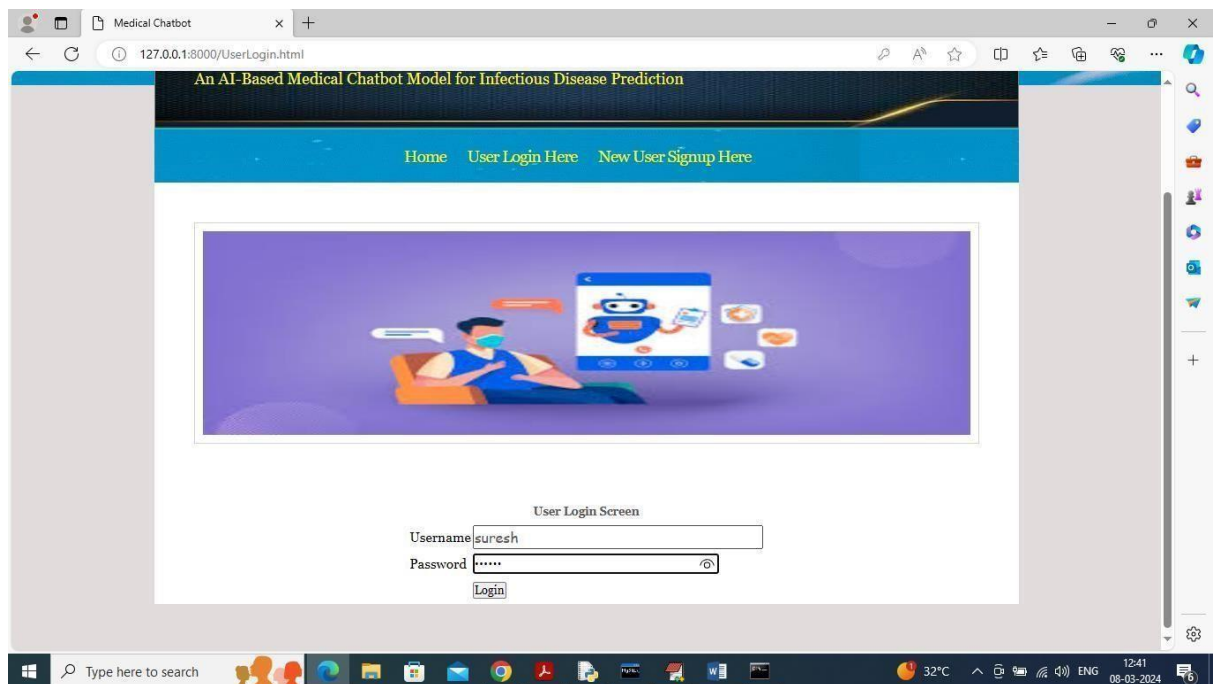 Medical Chatbot
127.0.0.1:8000/UserLogin.html
An AI-Based Medical Chatbot Model for Infectious Disease Prediction
Home User Login Here New User Signup Here
User Login Screen
Username suresh
Password ••••••
Login
Type here to search
32°C ENG 12:41
08-03-2024